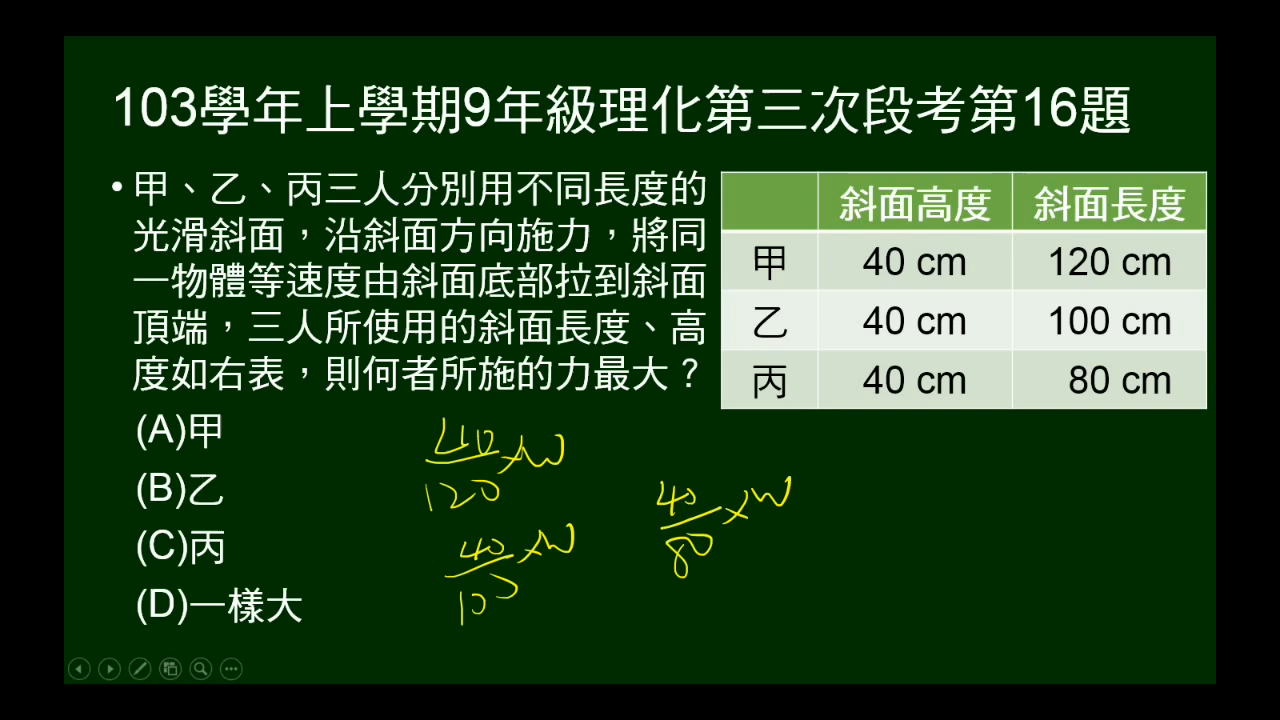 103學年上學期9年級理化第三次段考第16題
•甲、乙、丙三人分別用不同長度的
光滑斜面，沿斜面方向施力，將同
一物體等速度由斜面底部拉到斜面
頂端，三人所使用的斜面長度、高
度如右表，則何者所施的力最大？
斜面高度 斜面長度
甲 40 cm 120 cm
乙 40 cm 100 cm
丙 40 cm 80 cm
(A)甲
(B)乙
(C)丙
(D)一樣大
40/120 ×W
40/100 ×W
40/80 ×W